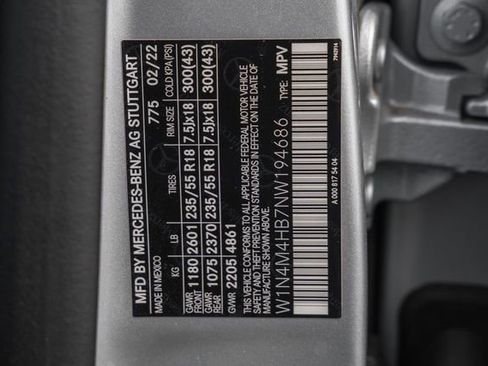 MFD BY MERCEDES-BENZ AG STUTTGART
MADE IN MEXICO 775 02/22
KG LB TIRES RIM SIZE COLD KPA(PSI)
GAWR FRONT 1180 2601 235/55 R18 7.5Jx18 300(43)
GAWR REAR 1075 2370 235/55 R18 7.5Jx18 300(43)
GVWR 2205 4861
THIS VEHICLE CONFORMS TO ALL APPLICABLE FEDERAL MOTOR VEHICLE
SAFETY AND THEFT PREVENTION STANDARDS IN EFFECT ON THE DATE OF
MANUFACTURE SHOWN ABOVE.
W1N4M4HB7NW194686 MPV
A 000 817 54 04